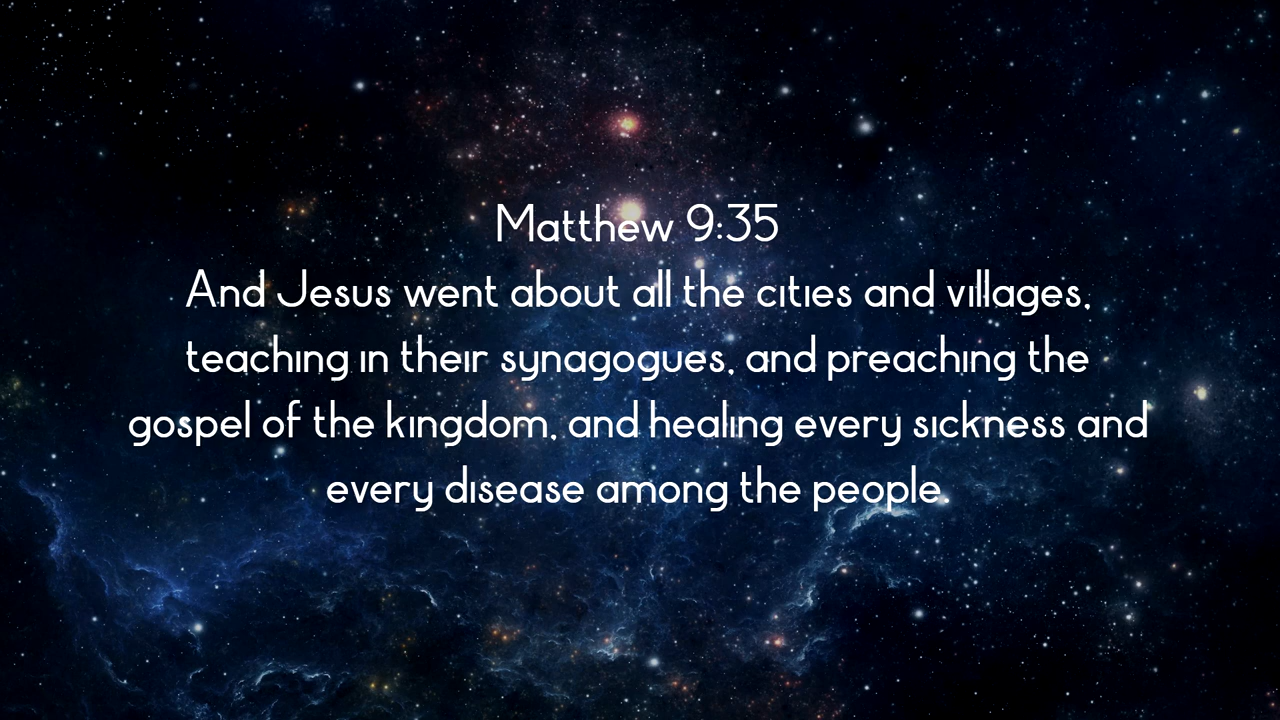 Matthew 9:35
And Jesus went about all the cities and villages,
teaching in their synagogues, and preaching the
gospel of the kingdom, and healing every sickness and
every disease among the people.